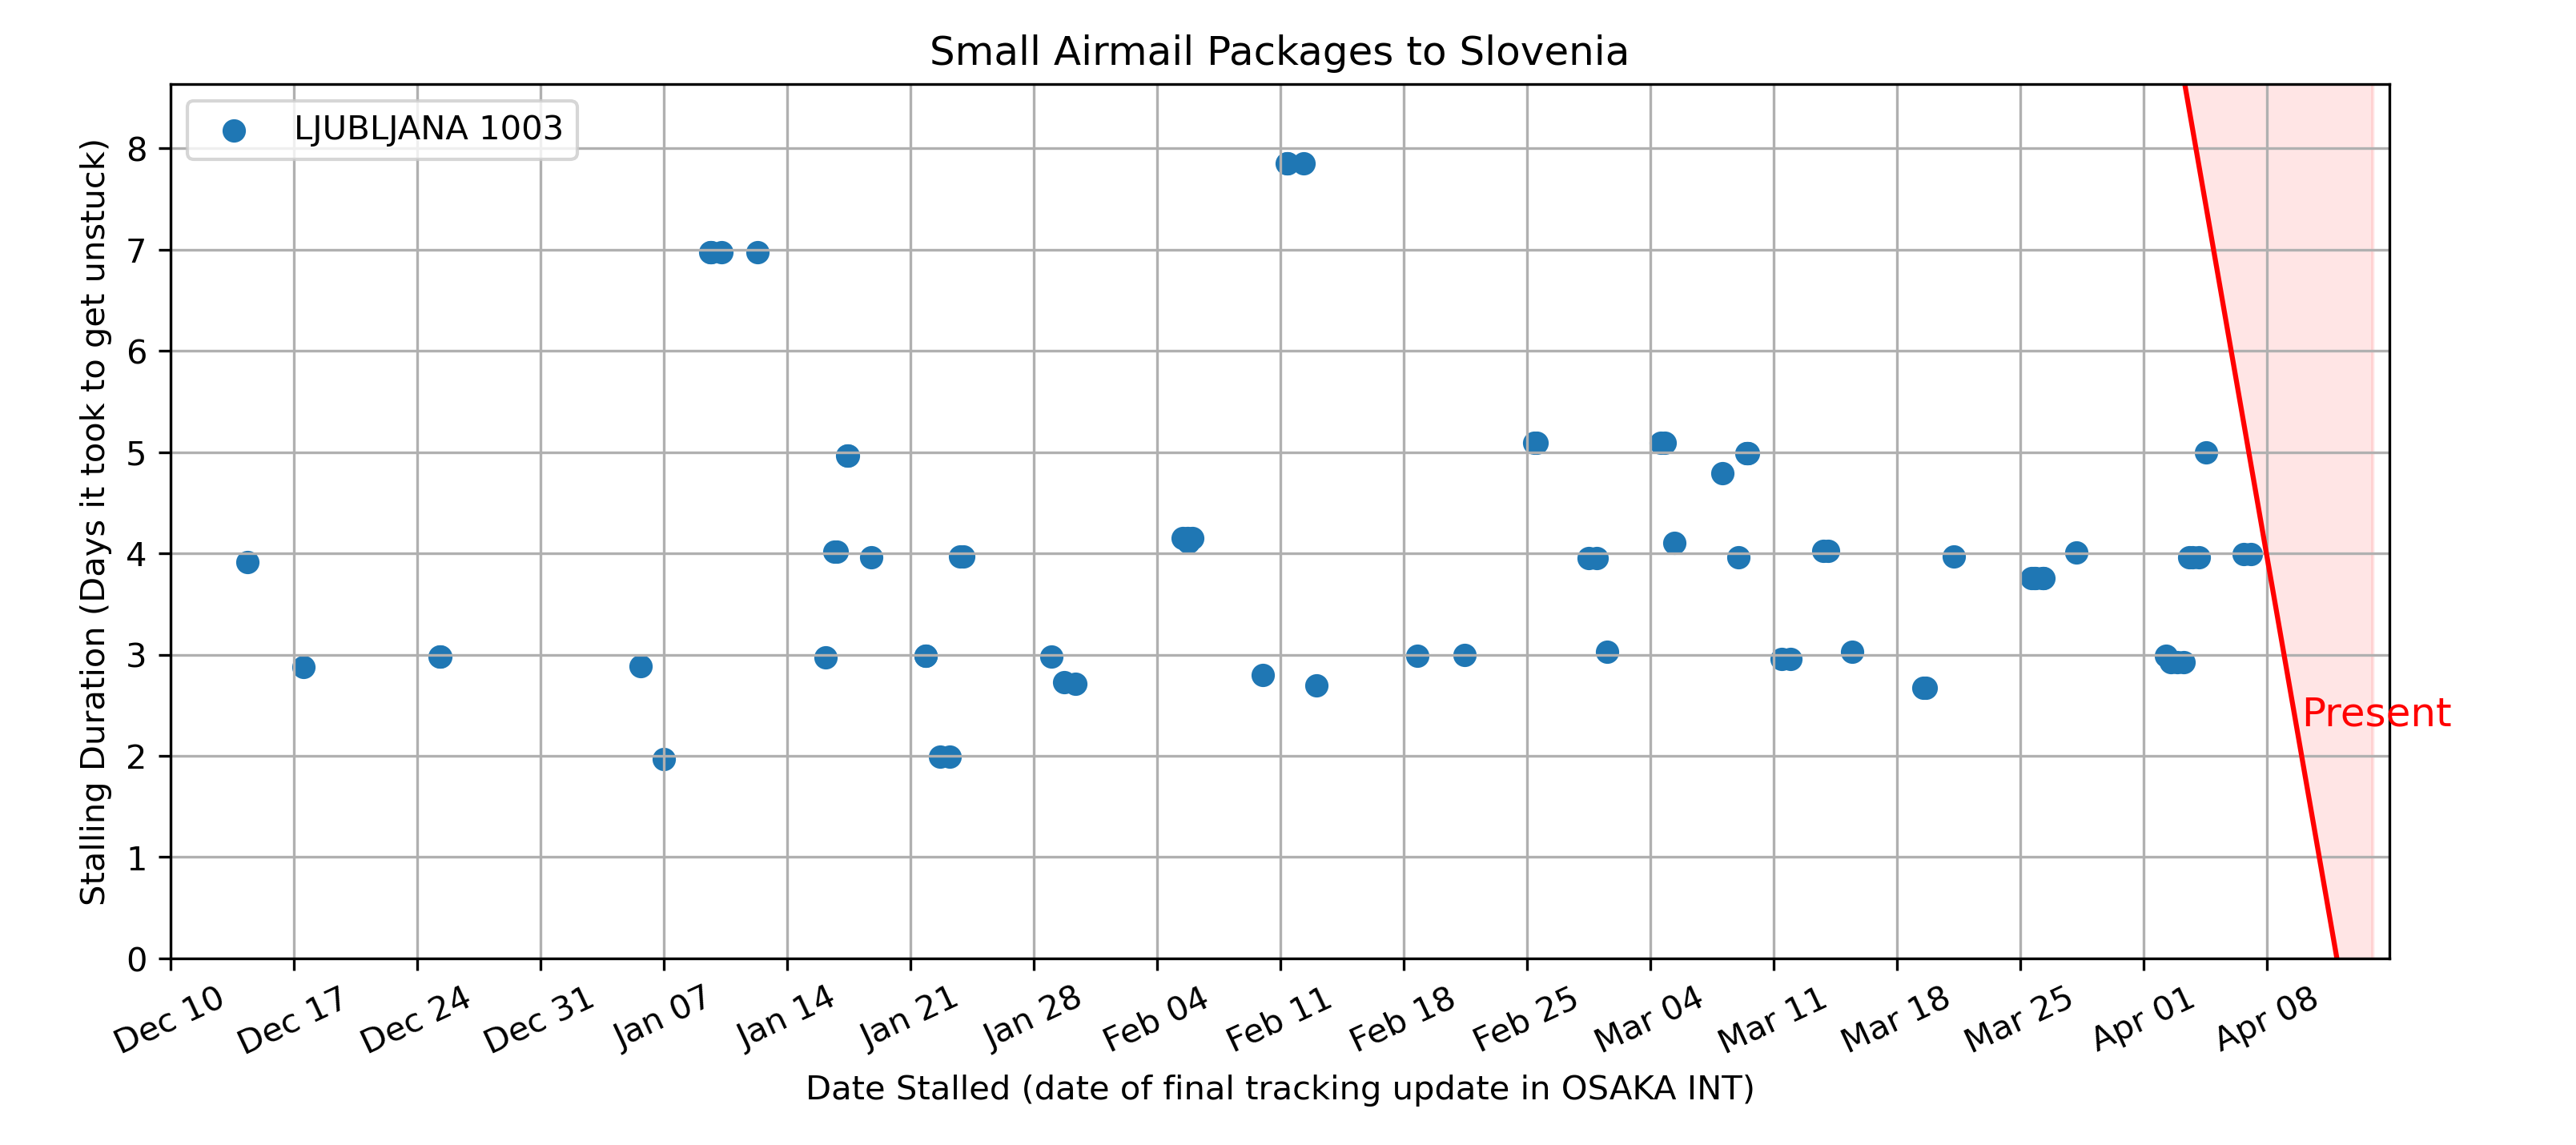 Small Airmail Packages to Slovenia
LJUBLJANA 1003
Stalling Duration (Days it took to get unstuck)
8
7
6
5
4
3
2
1
0
Present
Dec 10 Dec 17 Dec 24 Dec 31 Jan 07 Jan 14 Jan 21 Jan 28 Feb 04 Feb 11 Feb 18 Feb 25 Mar 04 Mar 11 Mar 18 Mar 25 Apr 01 Apr 08
Date Stalled (date of final tracking update in OSAKA INT)